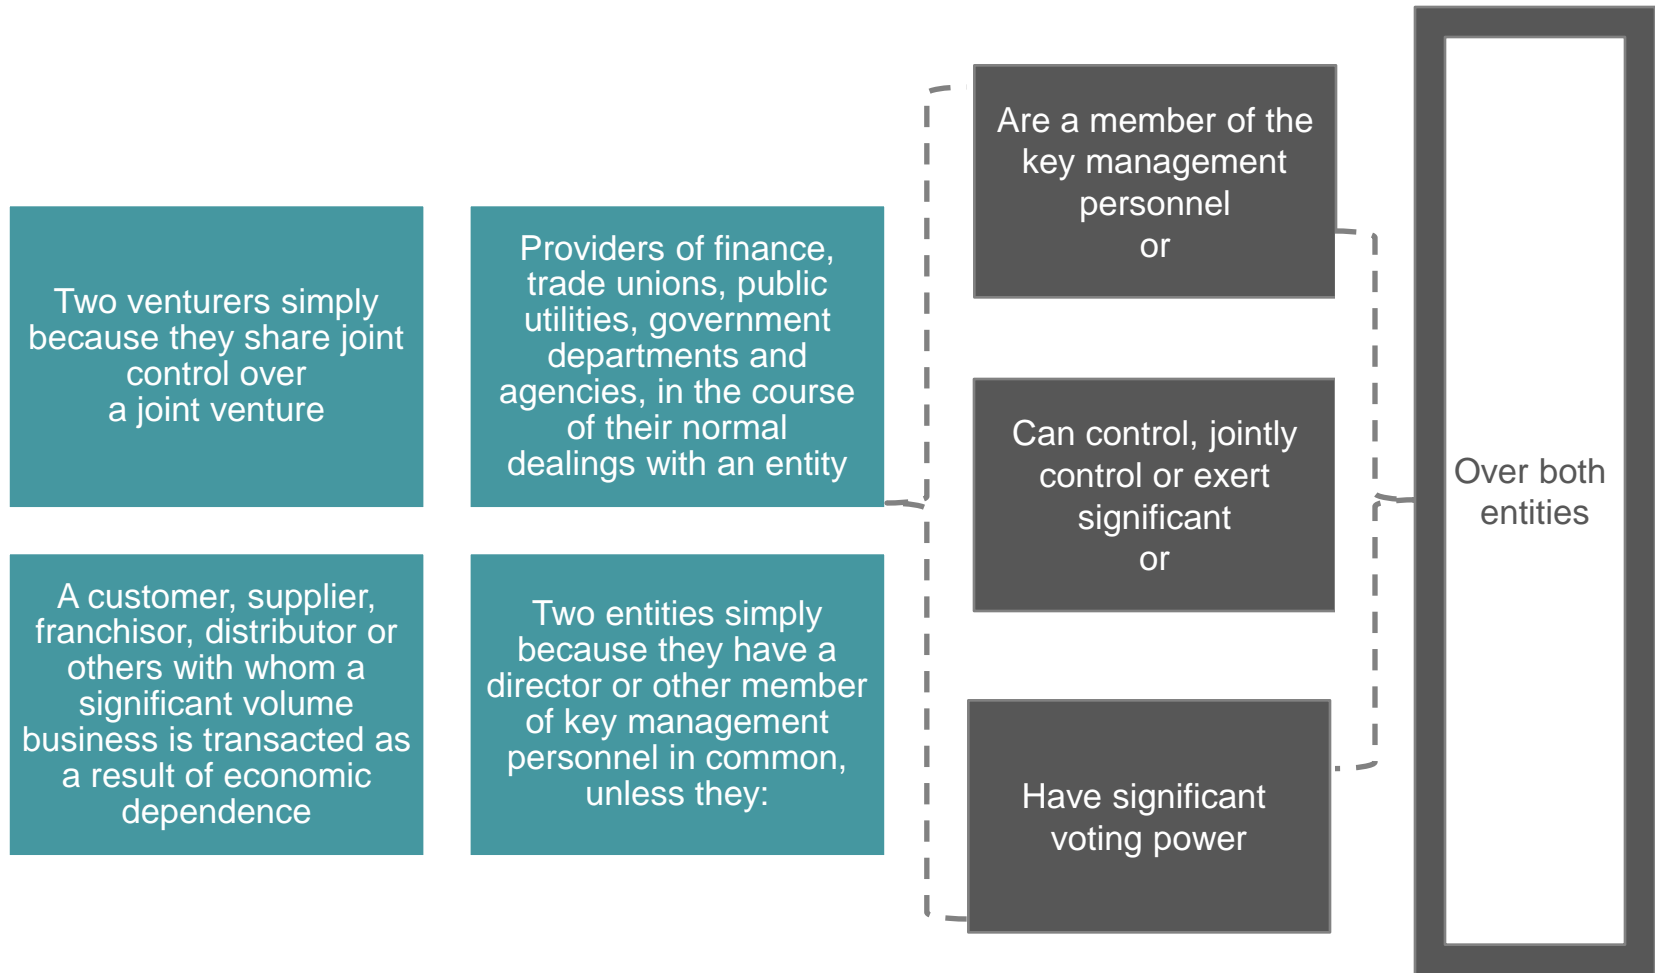 Two venturers simply
because they share joint
control over
a joint venture
Providers of finance,
trade unions, public
utilities, government
departments and
agencies, in the course
of their normal
dealings with an entity
A customer, supplier,
franchisor, distributor or
others with whom a
significant volume
business is transacted as
a result of economic
dependence
Two entities simply
because they have a
director or other member
of key management
personnel in common,
unless they:
Are a member of the
key management
personnel
or
Can control, jointly
control or exert
significant
or
Have significant
voting power
Over both
entities